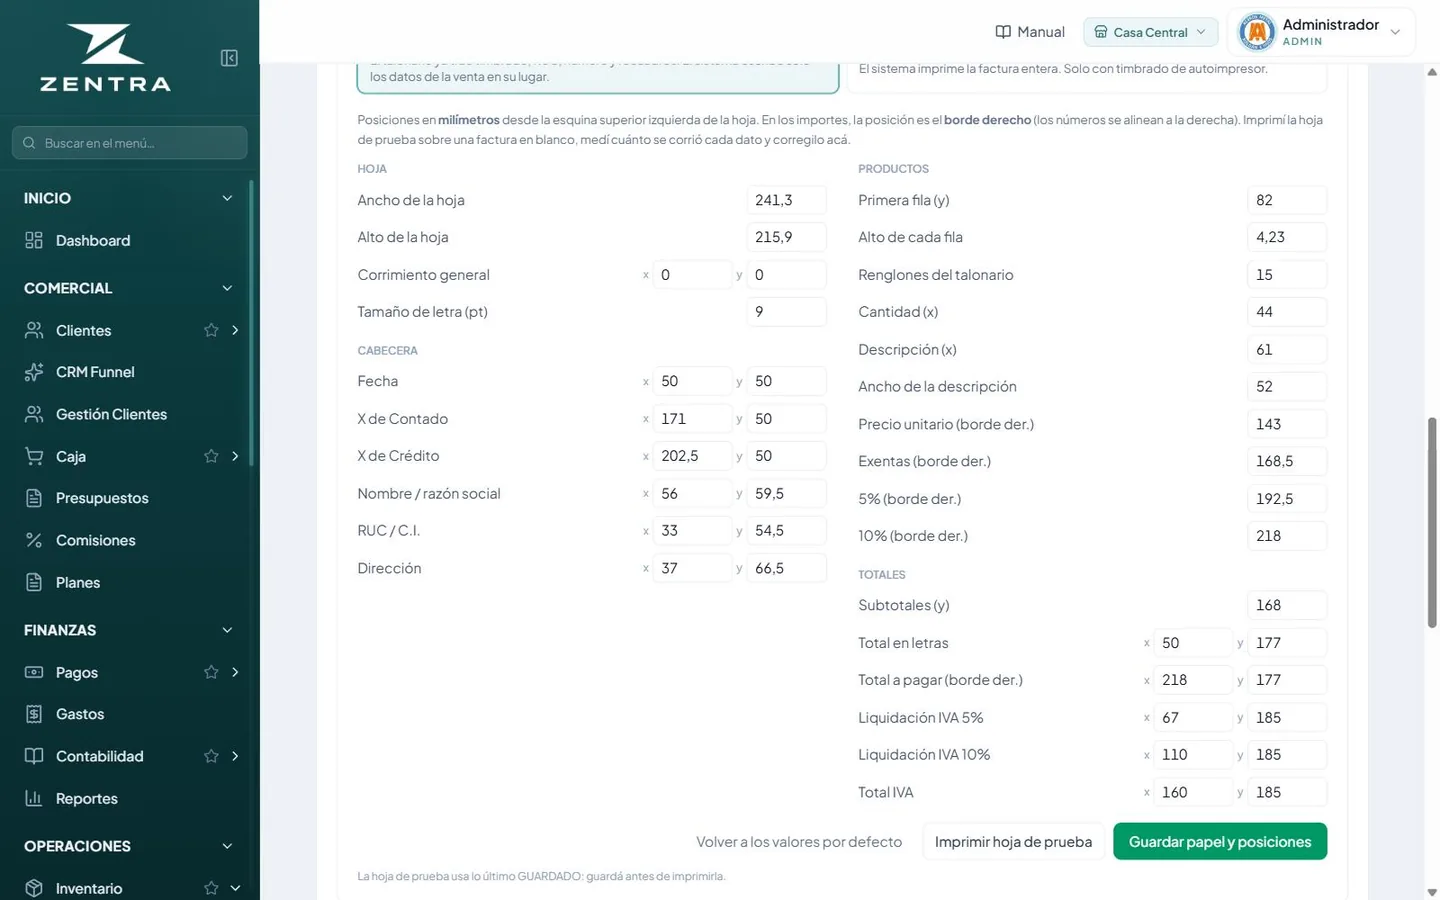 ZENTRA
Buscar en el menú...
INICIO
Dashboard
COMERCIAL
Clientes
CRM Funnel
Gestión Clientes
Caja
Presupuestos
Comisiones
Planes
FINANZAS
Pagos
Gastos
Contabilidad
Reportes
OPERACIONES
Inventario
Manual
Casa Central
Administrador
ADMIN
los datos de la venta en su lugar.
El sistema imprime la factura entera. Solo con timbrado de autoimpresor.
Posiciones en milímetros desde la esquina superior izquierda de la hoja. En los importes, la posición es el borde derecho (los números se alinean a la derecha). Imprimí la hoja
de prueba sobre una factura en blanco, medí cuánto se corrió cada dato y corregilo acá.
HOJA
Ancho de la hoja 241,3
Alto de la hoja 215,9
Corrimiento general x 0 y 0
Tamaño de letra (pt) 9
CABECERA
Fecha x 50 y 50
X de Contado x 171 y 50
X de Crédito x 202,5 y 50
Nombre / razón social x 56 y 59,5
RUC / C.I. x 33 y 54,5
Dirección x 37 y 66,5
PRODUCTOS
Primera fila (y) 82
Alto de cada fila 4,23
Renglones del talonario 15
Cantidad (x) 44
Descripción (x) 61
Ancho de la descripción 52
Precio unitario (borde der.) 143
Exentas (borde der.) 168,5
5% (borde der.) 192,5
10% (borde der.) 218
TOTALES
Subtotales (y) 168
Total en letras x 50 y 177
Total a pagar (borde der.) x 218 y 177
Liquidación IVA 5% x 67 y 185
Liquidación IVA 10% x 110 y 185
Total IVA x 160 y 185
Volver a los valores por defecto
Imprimir hoja de prueba
Guardar papel y posiciones
La hoja de prueba usa lo último GUARDADO: guardá antes de imprimirla.